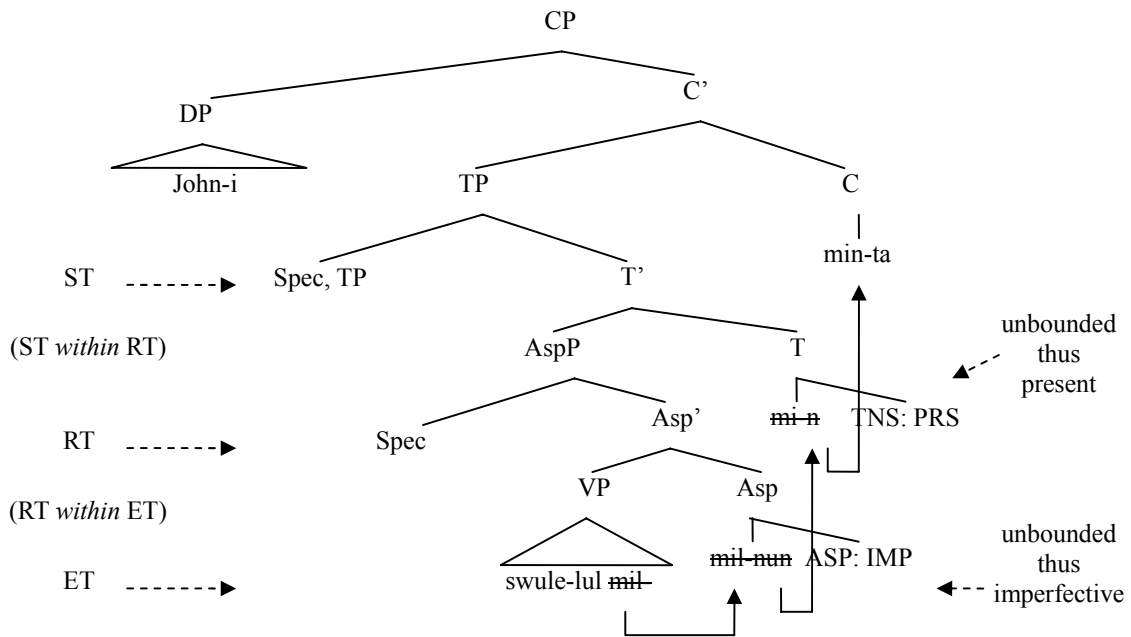 CP
DP C’
John-i TP C
min-ta
ST Spec, TP T’
(ST within RT) AspP T unbounded
thus
present
mi-n TNS: PRS
RT Spec Asp’
VP Asp
(RT within ET) unbounded
thus
imperfective
mil-nun ASP: IMP
ET swule-lul mil-